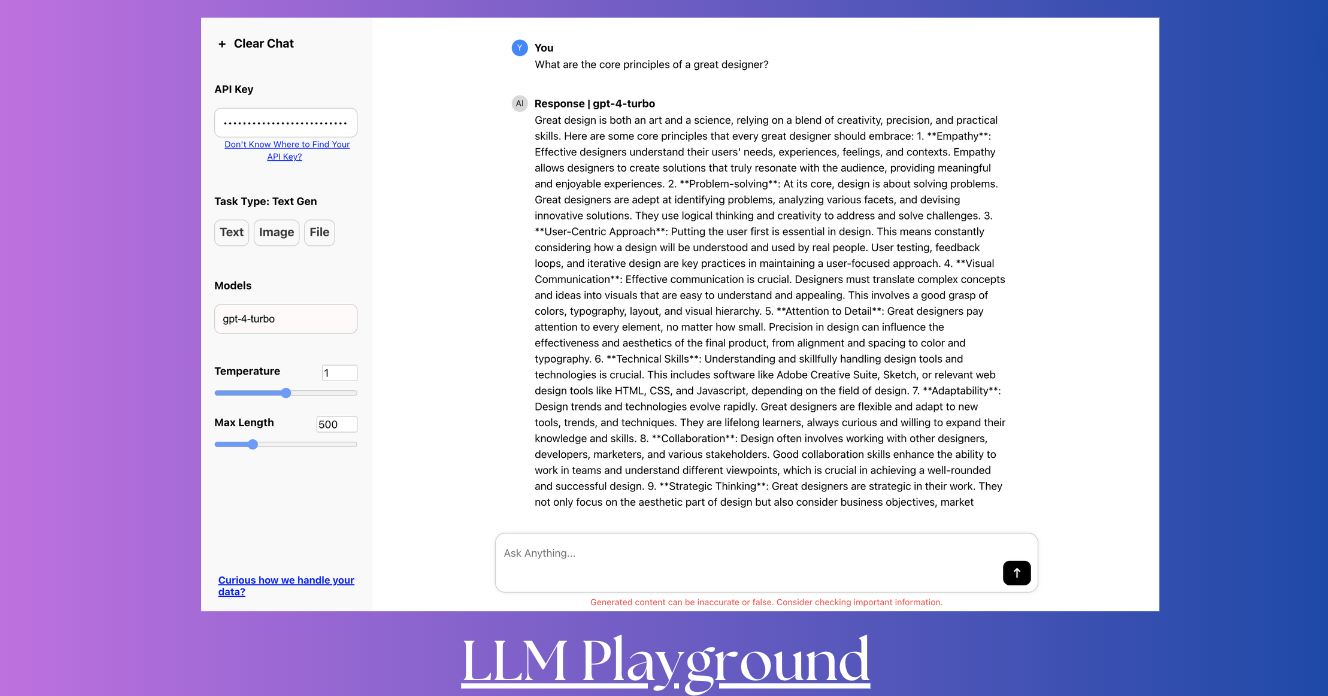 + Clear Chat
API Key
••••••••••••••••••••••••••
Don't Know Where to Find Your
API Key?
Task Type: Text Gen
Text Image File
Models
gpt-4-turbo
Temperature 1
Max Length 500
Curious how we handle your
data?
Y You
What are the core principles of a great designer?
AI Response | gpt-4-turbo
Great design is both an art and a science, relying on a blend of creativity, precision, and practical
skills. Here are some core principles that every great designer should embrace: 1. **Empathy**:
Effective designers understand their users' needs, experiences, feelings, and contexts. Empathy
allows designers to create solutions that truly resonate with the audience, providing meaningful
and enjoyable experiences. 2. **Problem-solving**: At its core, design is about solving problems.
Great designers are adept at identifying problems, analyzing various facets, and devising
innovative solutions. They use logical thinking and creativity to address and solve challenges. 3.
**User-Centric Approach**: Putting the user first is essential in design. This means constantly
considering how a design will be understood and used by real people. User testing, feedback
loops, and iterative design are key practices in maintaining a user-focused approach. 4. **Visual
Communication**: Effective communication is crucial. Designers must translate complex concepts
and ideas into visuals that are easy to understand and appealing. This involves a good grasp of
colors, typography, layout, and visual hierarchy. 5. **Attention to Detail**: Great designers pay
attention to every element, no matter how small. Precision in design can influence the
effectiveness and aesthetics of the final product, from alignment and spacing to color and
typography. 6. **Technical Skills**: Understanding and skillfully handling design tools and
technologies is crucial. This includes software like Adobe Creative Suite, Sketch, or relevant web
design tools like HTML, CSS, and Javascript, depending on the field of design. 7. **Adaptability**:
Design trends and technologies evolve rapidly. Great designers are flexible and adapt to new
tools, trends, and techniques. They are lifelong learners, always curious and willing to expand their
knowledge and skills. 8. **Collaboration**: Design often involves working with other designers,
developers, marketers, and various stakeholders. Good collaboration skills enhance the ability to
work in teams and understand different viewpoints, which is crucial in achieving a well-rounded
and successful design. 9. **Strategic Thinking**: Great designers are strategic in their work. They
not only focus on the aesthetic part of design but also consider business objectives, market
Ask Anything...
Generated content can be inaccurate or false. Consider checking important information.
LLM Playground